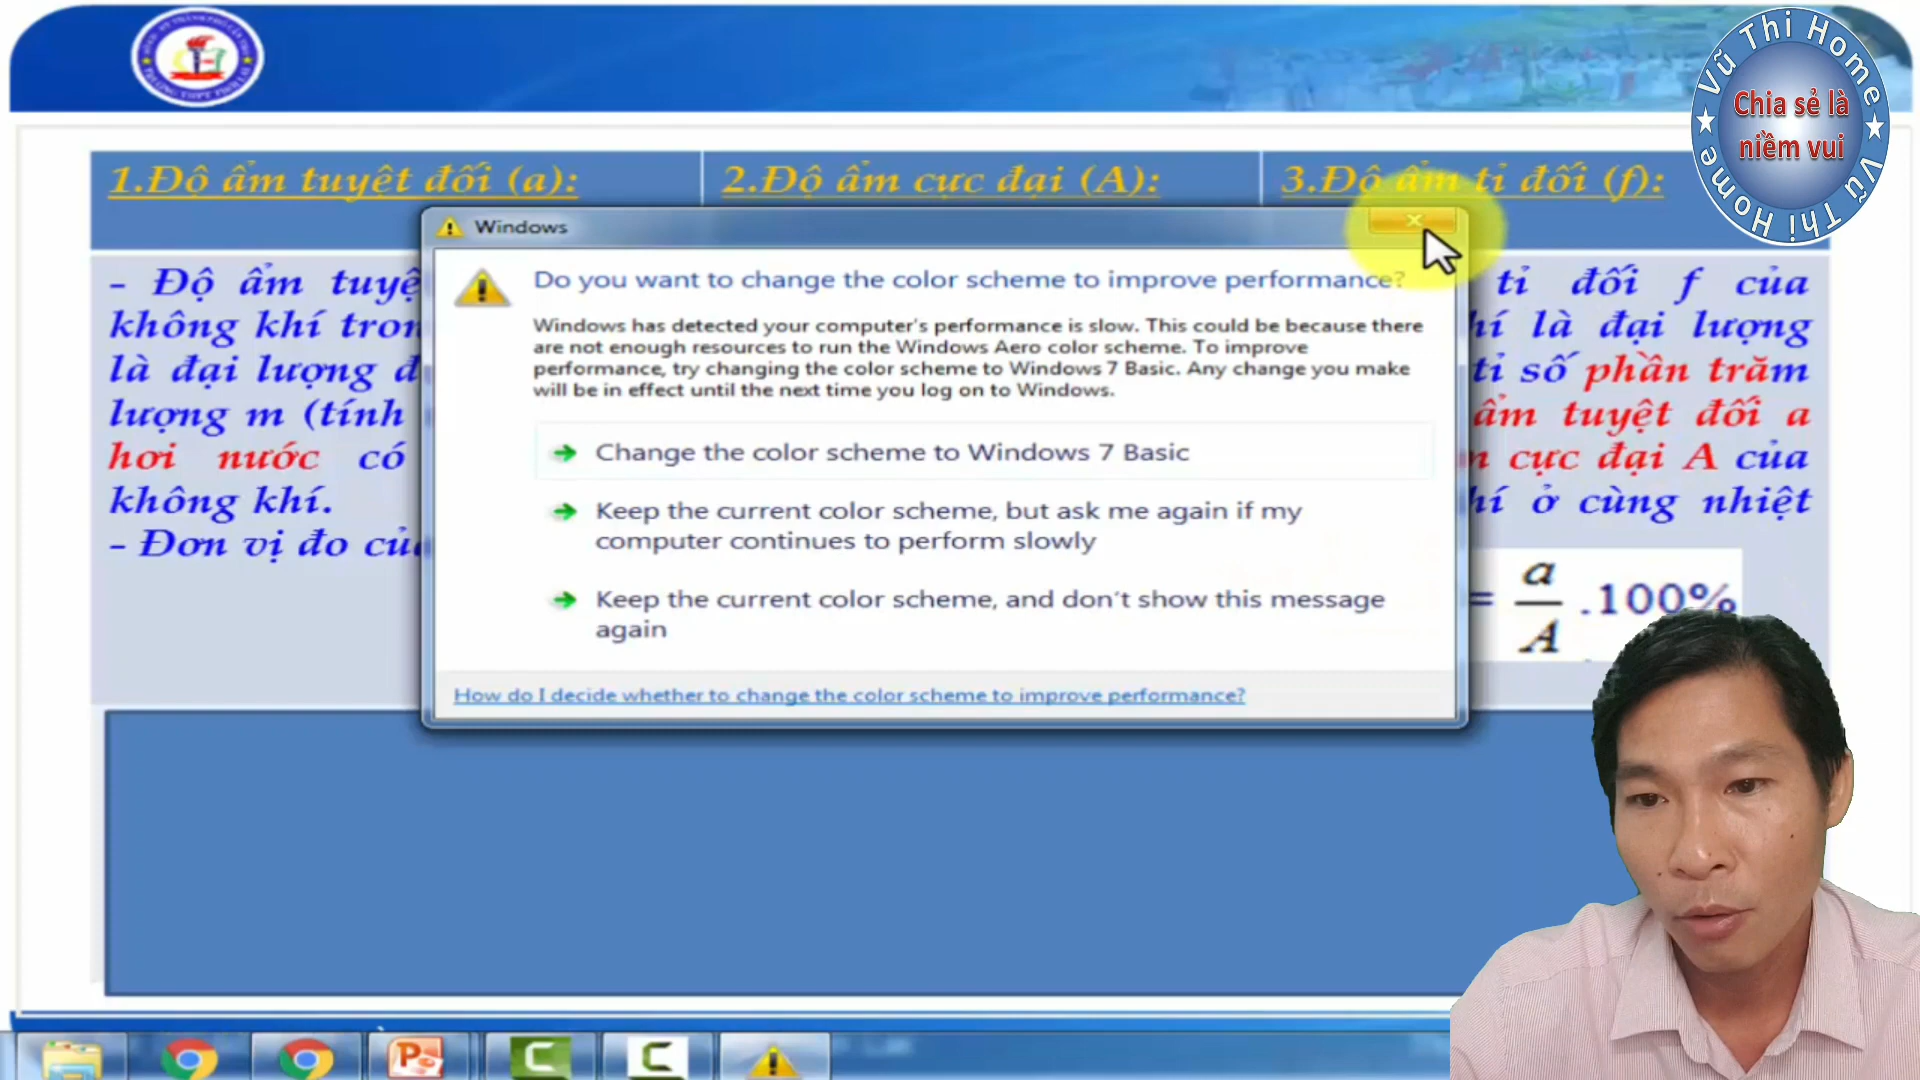 Vũ Thi Home
Chia sẻ là
niềm vui
Vũ Thi Home
1.Độ ẩm tuyệt đối (a):
2.Độ ẩm cực đại (A):
3.Độ ẩm tỉ đối (f):
Windows
Do you want to change the color scheme to improve performance?
Windows has detected your computer's performance is slow. This could be because there
are not enough resources to run the Windows Aero color scheme. To improve
performance, try changing the color scheme to Windows 7 Basic. Any change you make
will be in effect until the next time you log on to Windows.
Change the color scheme to Windows 7 Basic
Keep the current color scheme, but ask me again if my
computer continues to perform slowly
Keep the current color scheme, and don't show this message
again
How do I decide whether to change the color scheme to improve performance?
- Độ ẩm tuyệ
không khí tron
là đại lượng đ
lượng m (tính
hơi nước có
không khí.
- Đơn vị đo củ
tỉ đối f của
hí là đại lượng
tỉ số phần trăm
ẩm tuyệt đối a
cực đại A của
hí ở cùng nhiệt
= a/A .100%